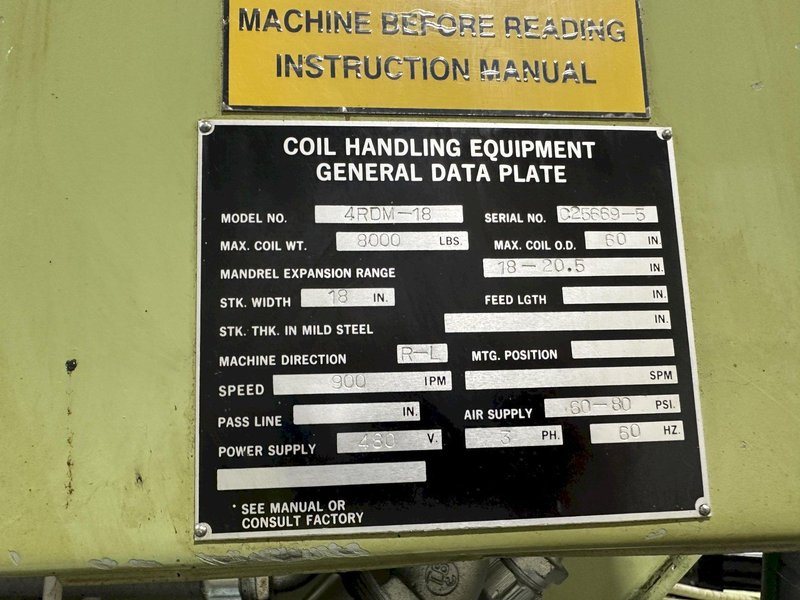 MACHINE BEFORE READING
INSTRUCTION MANUAL
COIL HANDLING EQUIPMENT
GENERAL DATA PLATE
MODEL NO. 4RDM-18 SERIAL NO. C25669-5
MAX. COIL WT. 8000 LBS. MAX. COIL O.D. 60 IN.
MANDREL EXPANSION RANGE 18-20.5 IN.
STK. WIDTH 18 IN. FEED LGTH IN.
STK. THK. IN MILD STEEL IN.
MACHINE DIRECTION R-L MTG. POSITION
SPEED 900 IPM SPM
PASS LINE IN. AIR SUPPLY 60-80 PSI.
POWER SUPPLY 480 V. 3 PH. 60 HZ.
* SEE MANUAL OR
CONSULT FACTORY